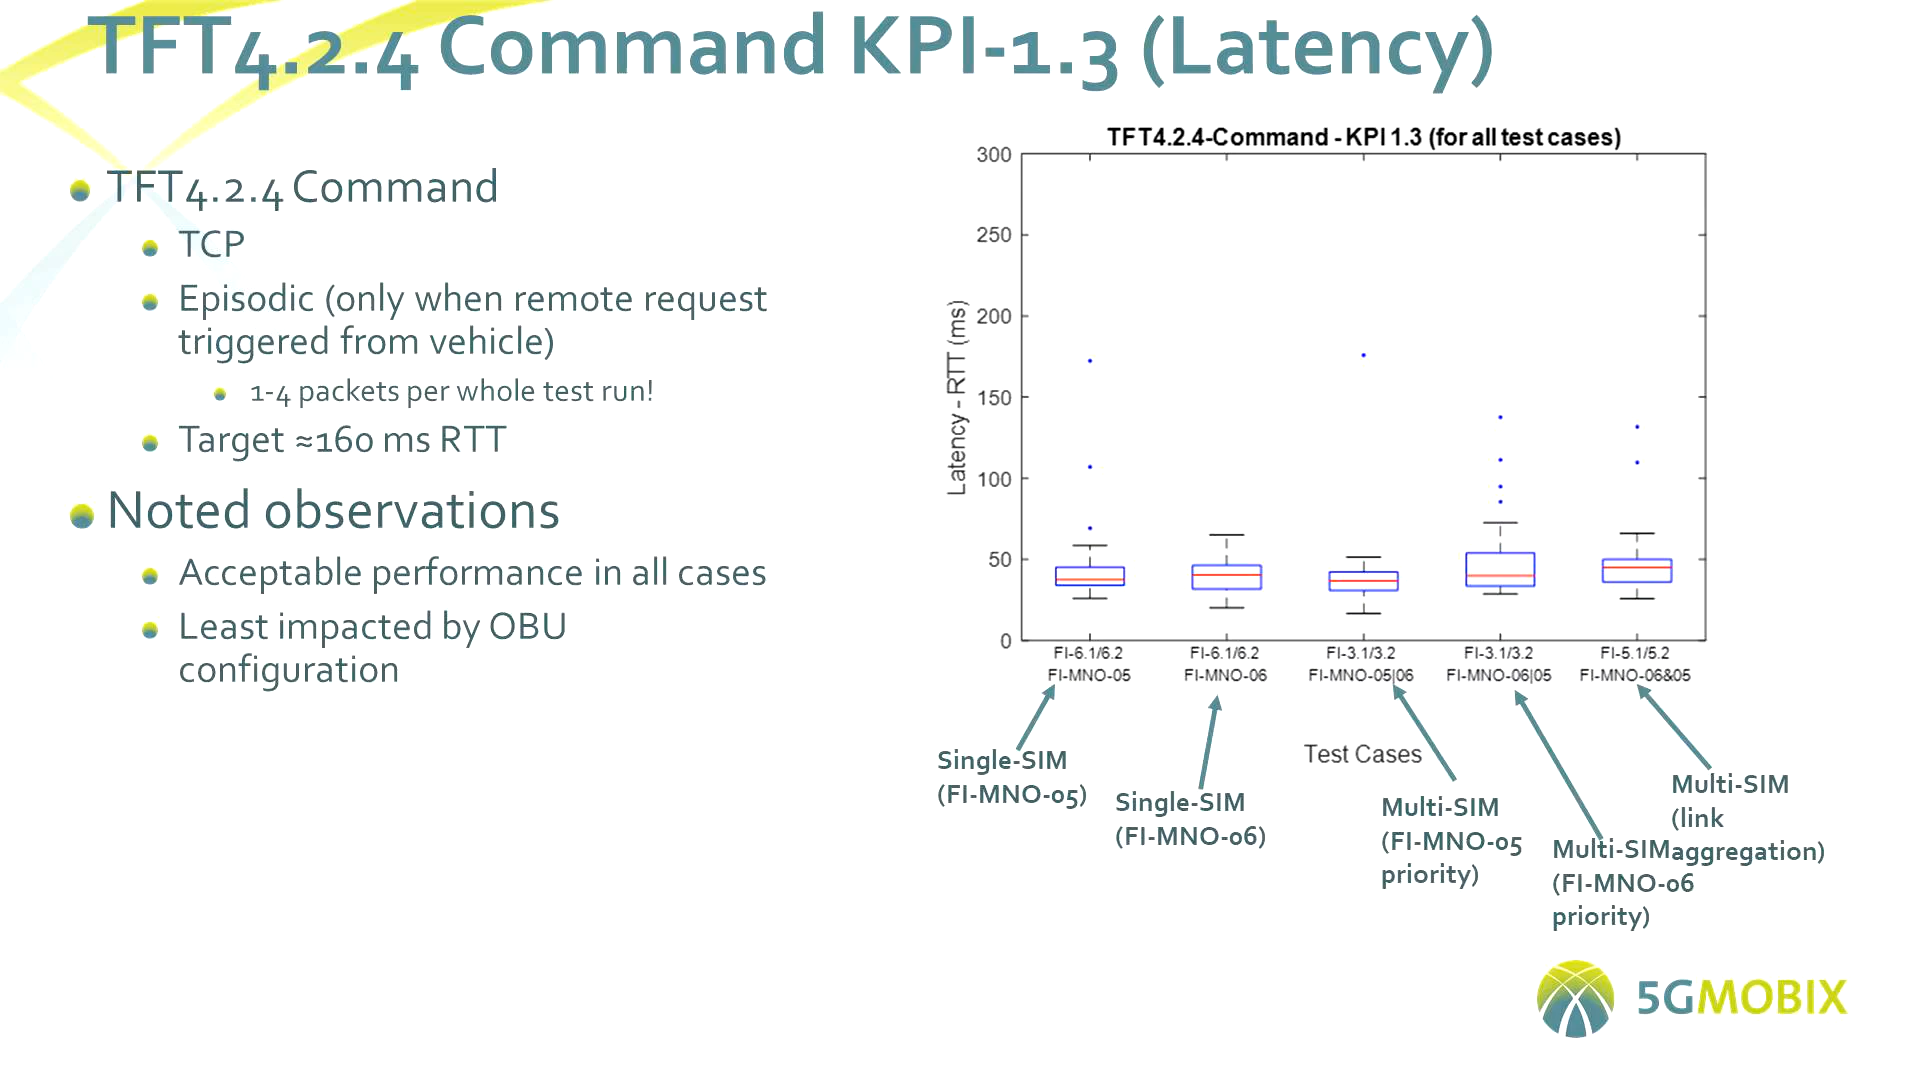 TFT4.2.4 Command KPI-1.3 (Latency)
TFT4.2.4 Command
TCP
Episodic (only when remote request
triggered from vehicle)
1-4 packets per whole test run!
Target ≈160 ms RTT
Noted observations
Acceptable performance in all cases
Least impacted by OBU
configuration
TFT4.2.4-Command - KPI 1.3 (for all test cases)
300
250
200
150
100
50
0
Latency - RTT (ms)
FI-6.1/6.2
FI-MNO-05
FI-6.1/6.2
FI-MNO-06
FI-3.1/3.2
FI-MNO-05|06
FI-3.1/3.2
FI-MNO-06|05
FI-5.1/5.2
FI-MNO-06&05
Test Cases
Single-SIM
(FI-MNO-05)
Single-SIM
(FI-MNO-06)
Multi-SIM
(FI-MNO-05
priority)
Multi-SIM
(FI-MNO-06
priority)
Multi-SIM
(link
aggregation)
5GMOBIX